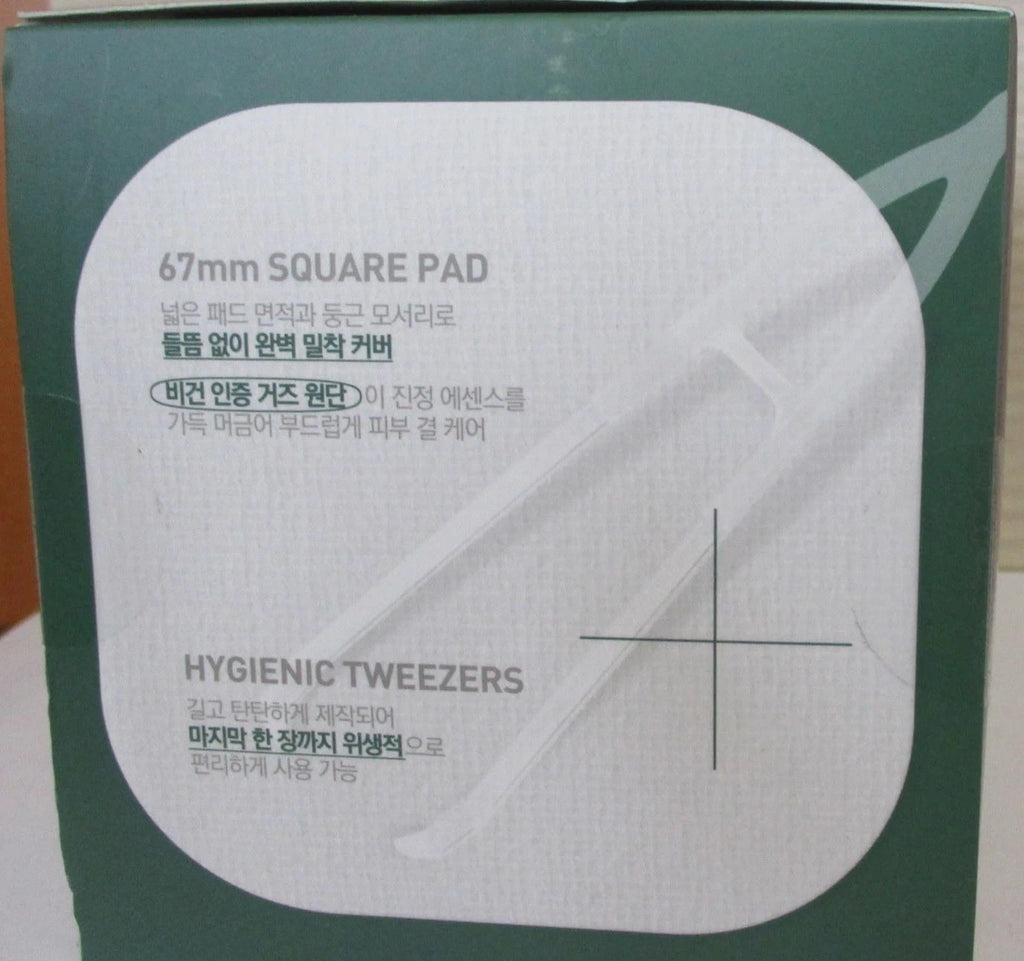 67mm SQUARE PAD
넓은 패드 면적과 둥근 모서리로
들뜸 없이 완벽 밀착 커버
비건 인증 거즈 원단이 진정 에센스를
가득 머금어 부드럽게 피부 결 케어
HYGIENIC TWEEZERS
길고 탄탄하게 제작되어
마지막 한 장까지 위생적으로
편리하게 사용 가능